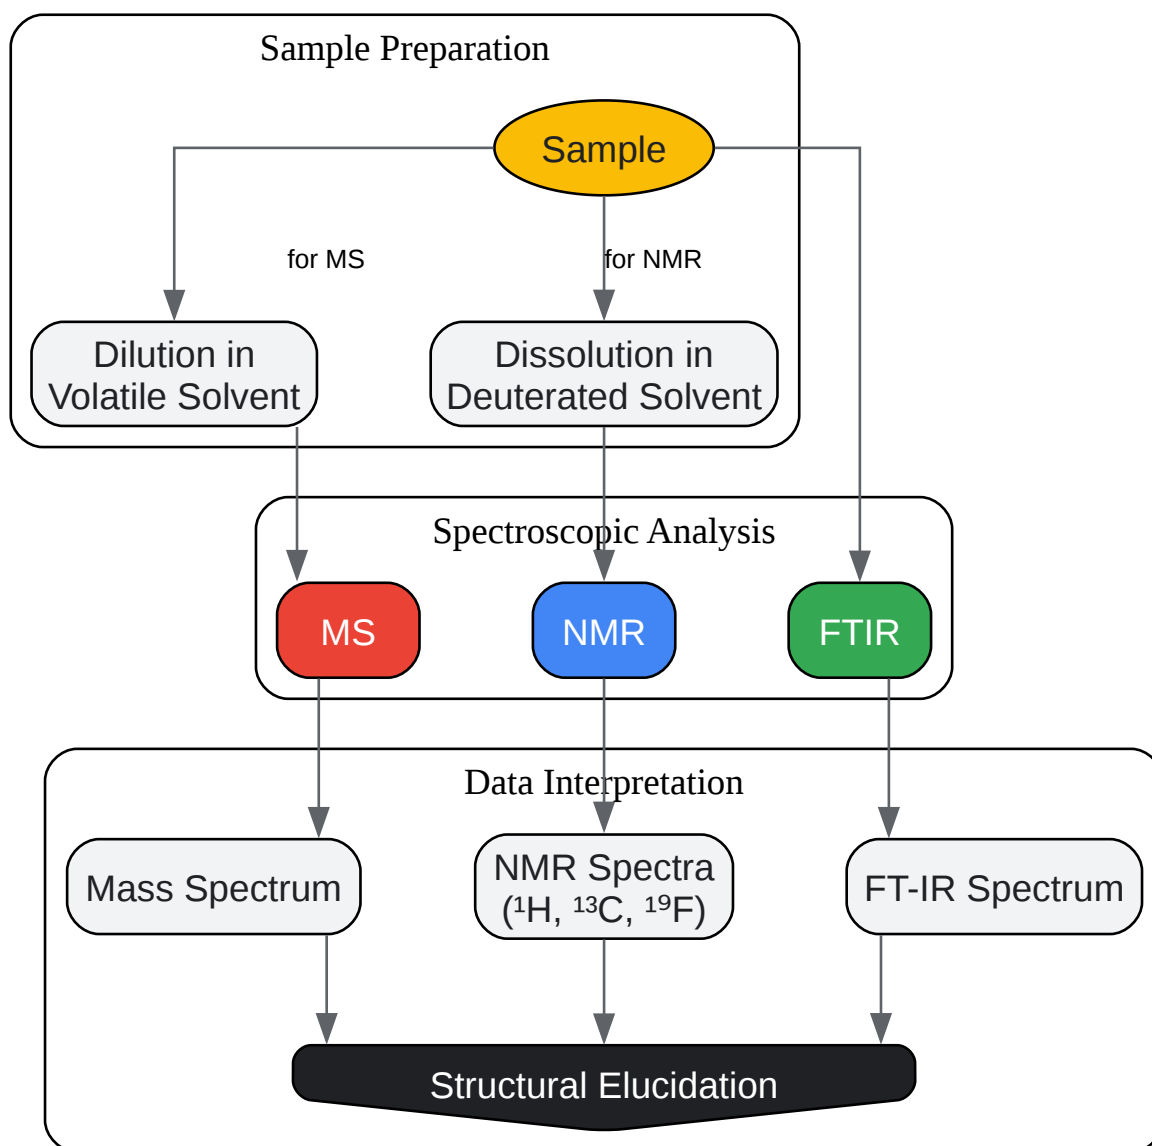 Sample Preparation
Sample
for MS
for NMR
Dilution in
Volatile Solvent
Dissolution in
Deuterated Solvent
Spectroscopic Analysis
MS
NMR
FTIR
Data Interpretation
Mass Spectrum
NMR Spectra
(¹H, ¹³C, ¹⁹F)
FT-IR Spectrum
Structural Elucidation